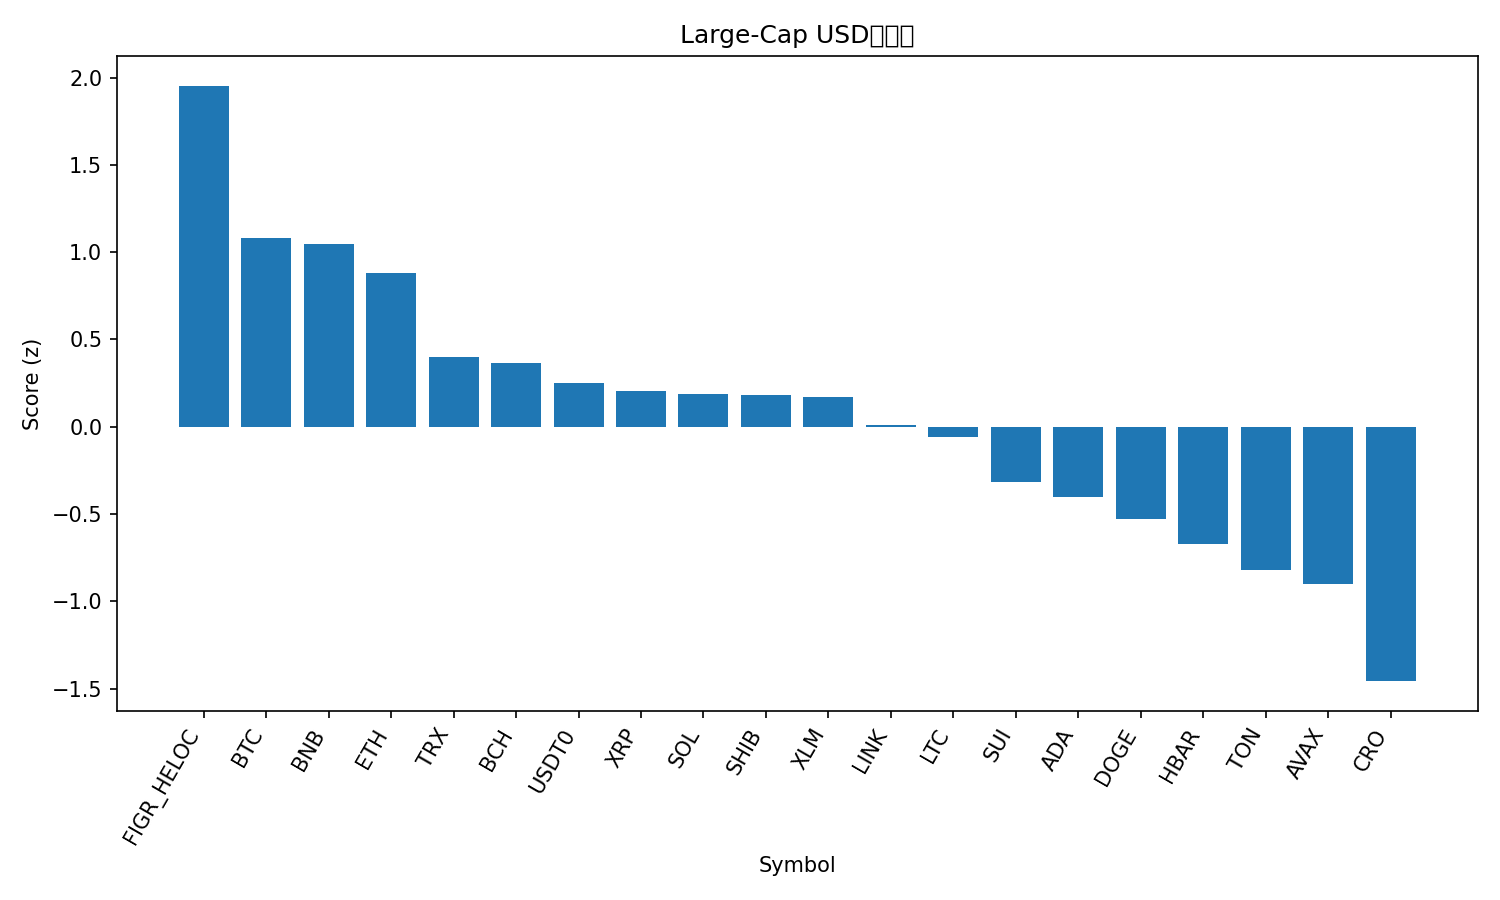 Large-Cap USD
Score (z)
2.0
1.5
1.0
0.5
0.0
−0.5
−1.0
−1.5
FIGR_HELOC
BTC
BNB
ETH
TRX
BCH
USDT0
XRP
SOL
SHIB
XLM
LINK
LTC
SUI
ADA
DOGE
HBAR
TON
AVAX
CRO
Symbol